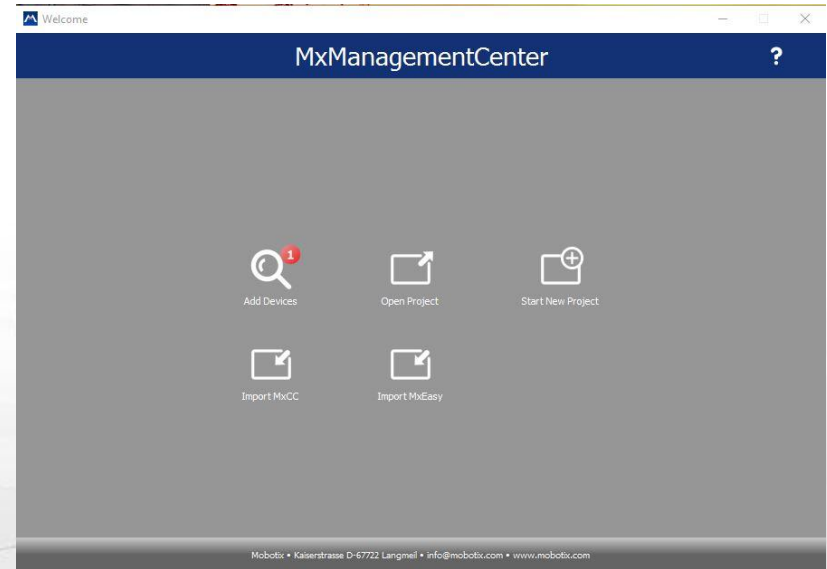 Welcome
MxManagementCenter ?
1
Add Devices Open Project Start New Project
Import MxCC Import MxEasy
Mobotix • Kaiserstrasse D-67722 Langmeil • info@mobotix.com • www.mobotix.com